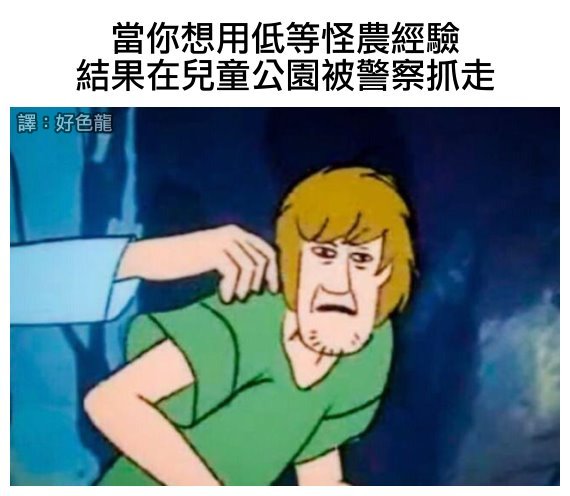 當你想用低等怪農經驗
結果在兒童公園被警察抓走
譯：好色龍